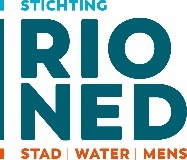 STICHTING
RIO
NED
STAD | WATER | MENS